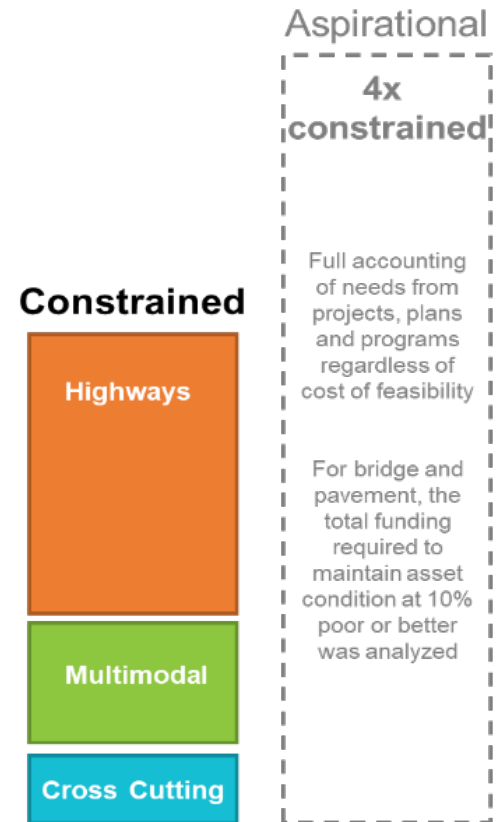 Aspirational
4x
constrained
Full accounting
of needs from
projects, plans
and programs
regardless of
cost of feasibility
For bridge and
pavement, the
total funding
required to
maintain asset
condition at 10%
poor or better
was analyzed
Constrained
Highways
Multimodal
Cross Cutting